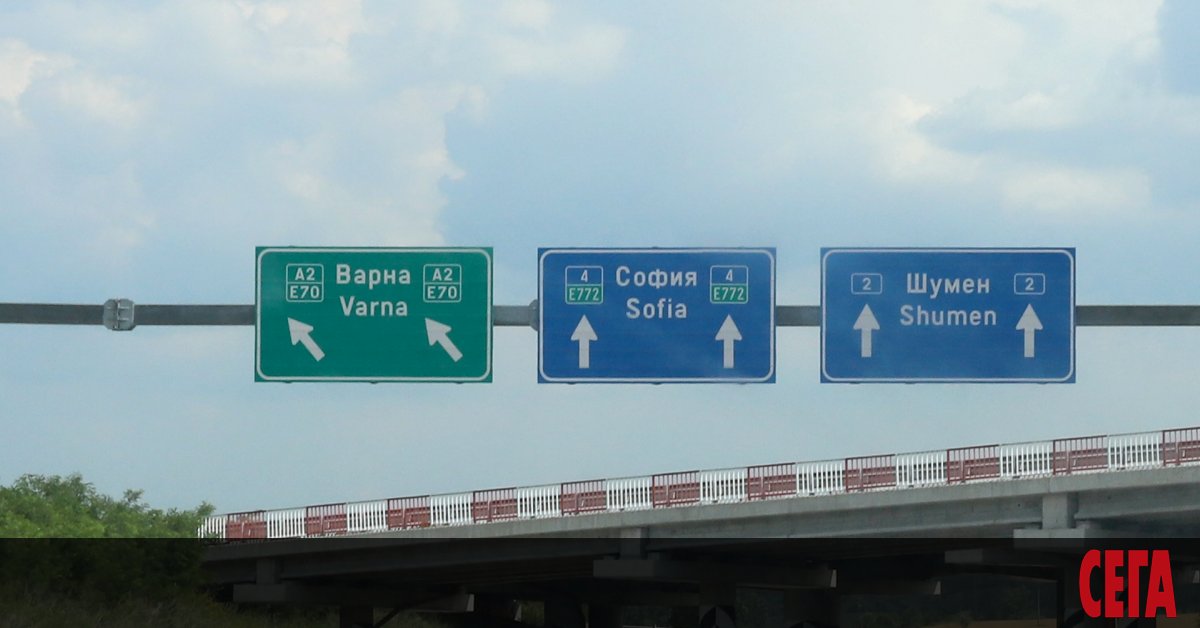 A2 Варна A2
E70 Varna E70
4 София 4
E772 Sofia E772
2 Шумен 2
Shumen
СЕГА